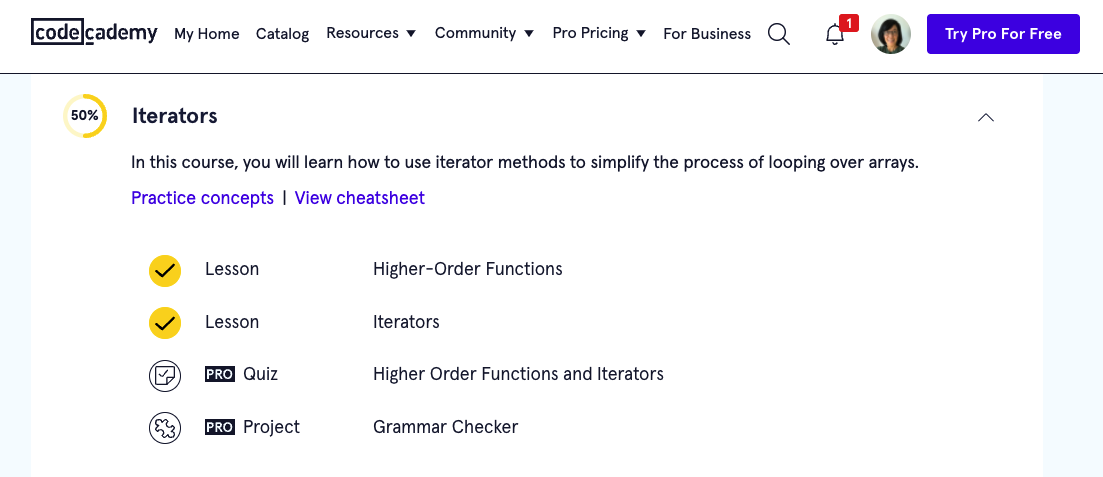 codecademy My Home Catalog Resources Community Pro Pricing For Business 1 Try Pro For Free
50% Iterators
In this course, you will learn how to use iterator methods to simplify the process of looping over arrays.
Practice concepts | View cheatsheet
Lesson Higher-Order Functions
Lesson Iterators
PRO Quiz Higher Order Functions and Iterators
PRO Project Grammar Checker